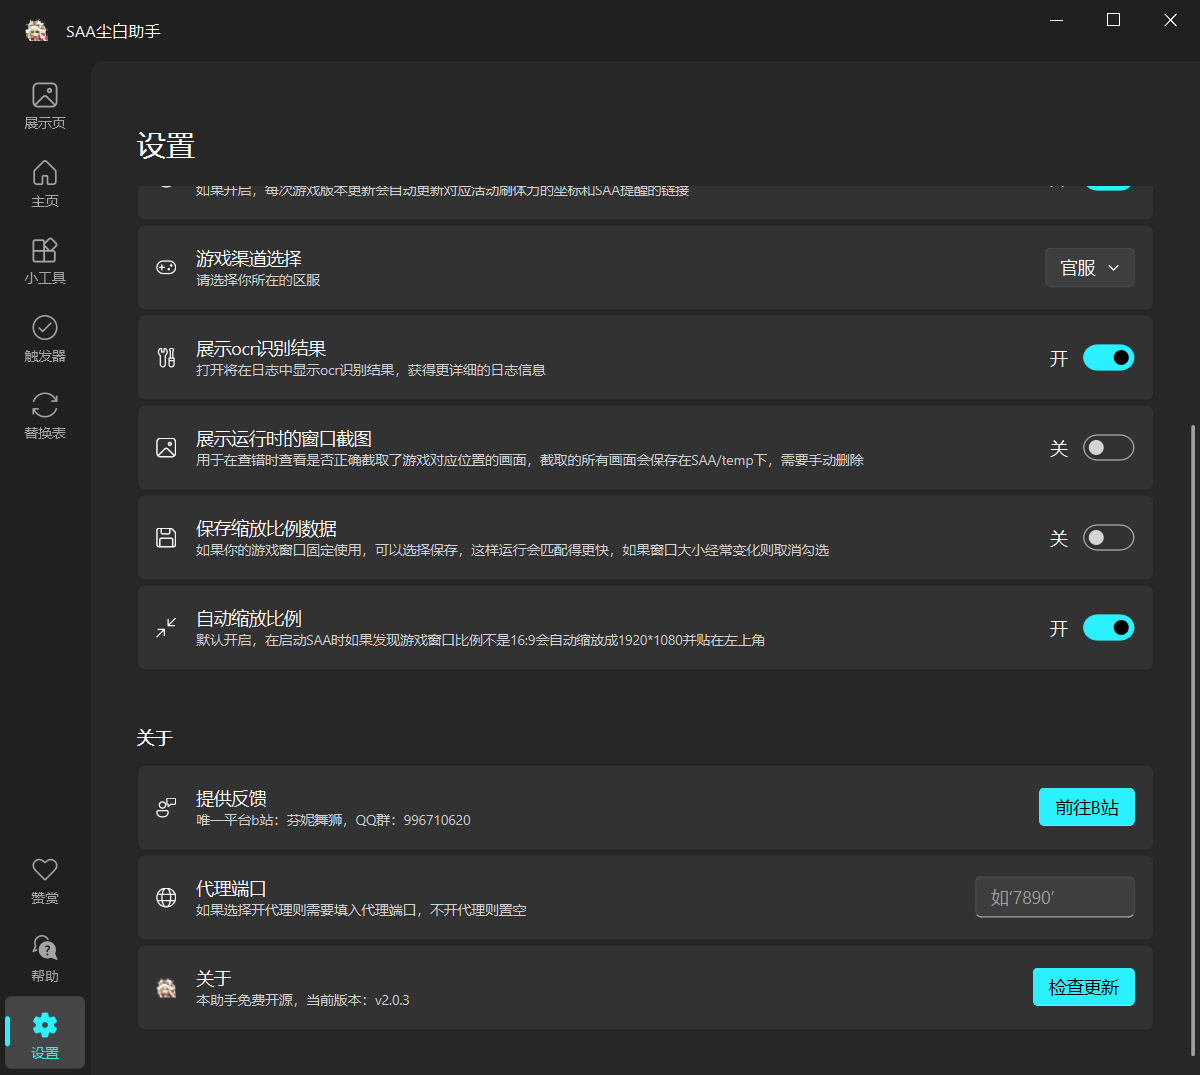 SAA尘白助手
展示页
主页
小工具
触发器
替换表
赞赏
帮助
设置
设置
如果开启，每次游戏版本更新会自动更新对应活动刷体力的坐标和SAA提醒的链接
游戏渠道选择
请选择你所在的区服
官服
展示ocr识别结果
打开将在日志中显示ocr识别结果，获得更详细的日志信息
开
展示运行时的窗口截图
用于在查错时查看是否正确截取了游戏对应位置的画面，截取的所有画面会保存在SAA/temp下，需要手动删除
关
保存缩放比例数据
如果你的游戏窗口固定使用，可以选择保存，这样运行会匹配得更快，如果窗口大小经常变化则取消勾选
关
自动缩放比例
默认开启，在启动SAA时如果发现游戏窗口比例不是16:9会自动缩放成1920*1080并贴在左上角
开
关于
提供反馈
唯一平台b站：芬妮舞狮，QQ群：996710620
前往B站
代理端口
如果选择开代理则需要填入代理端口，不开代理则置空
如‘7890’
关于
本助手免费开源，当前版本：v2.0.3
检查更新